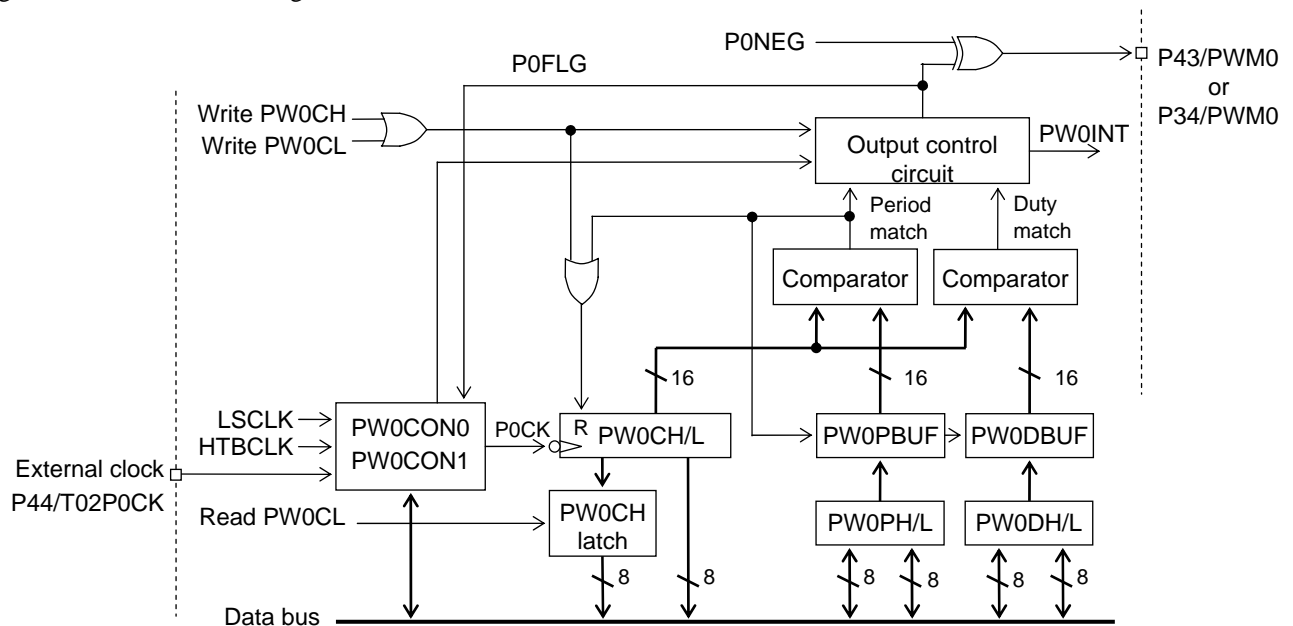 P0NEG
P0FLG
P43/PWM0
or
P34/PWM0
Write PW0CH
Write PW0CL
Output control
circuit
PW0INT
Period
match
Duty
match
Comparator
Comparator
16
16
16
LSCLK
HTBCLK
PW0CON0
PW0CON1
P0CK
R
PW0CH/L
PW0PBUF
PW0DBUF
External clock
P44/T02P0CK
Read PW0CL
PW0CH
latch
PW0PH/L
PW0DH/L
8
8
8
8
8
8
Data bus